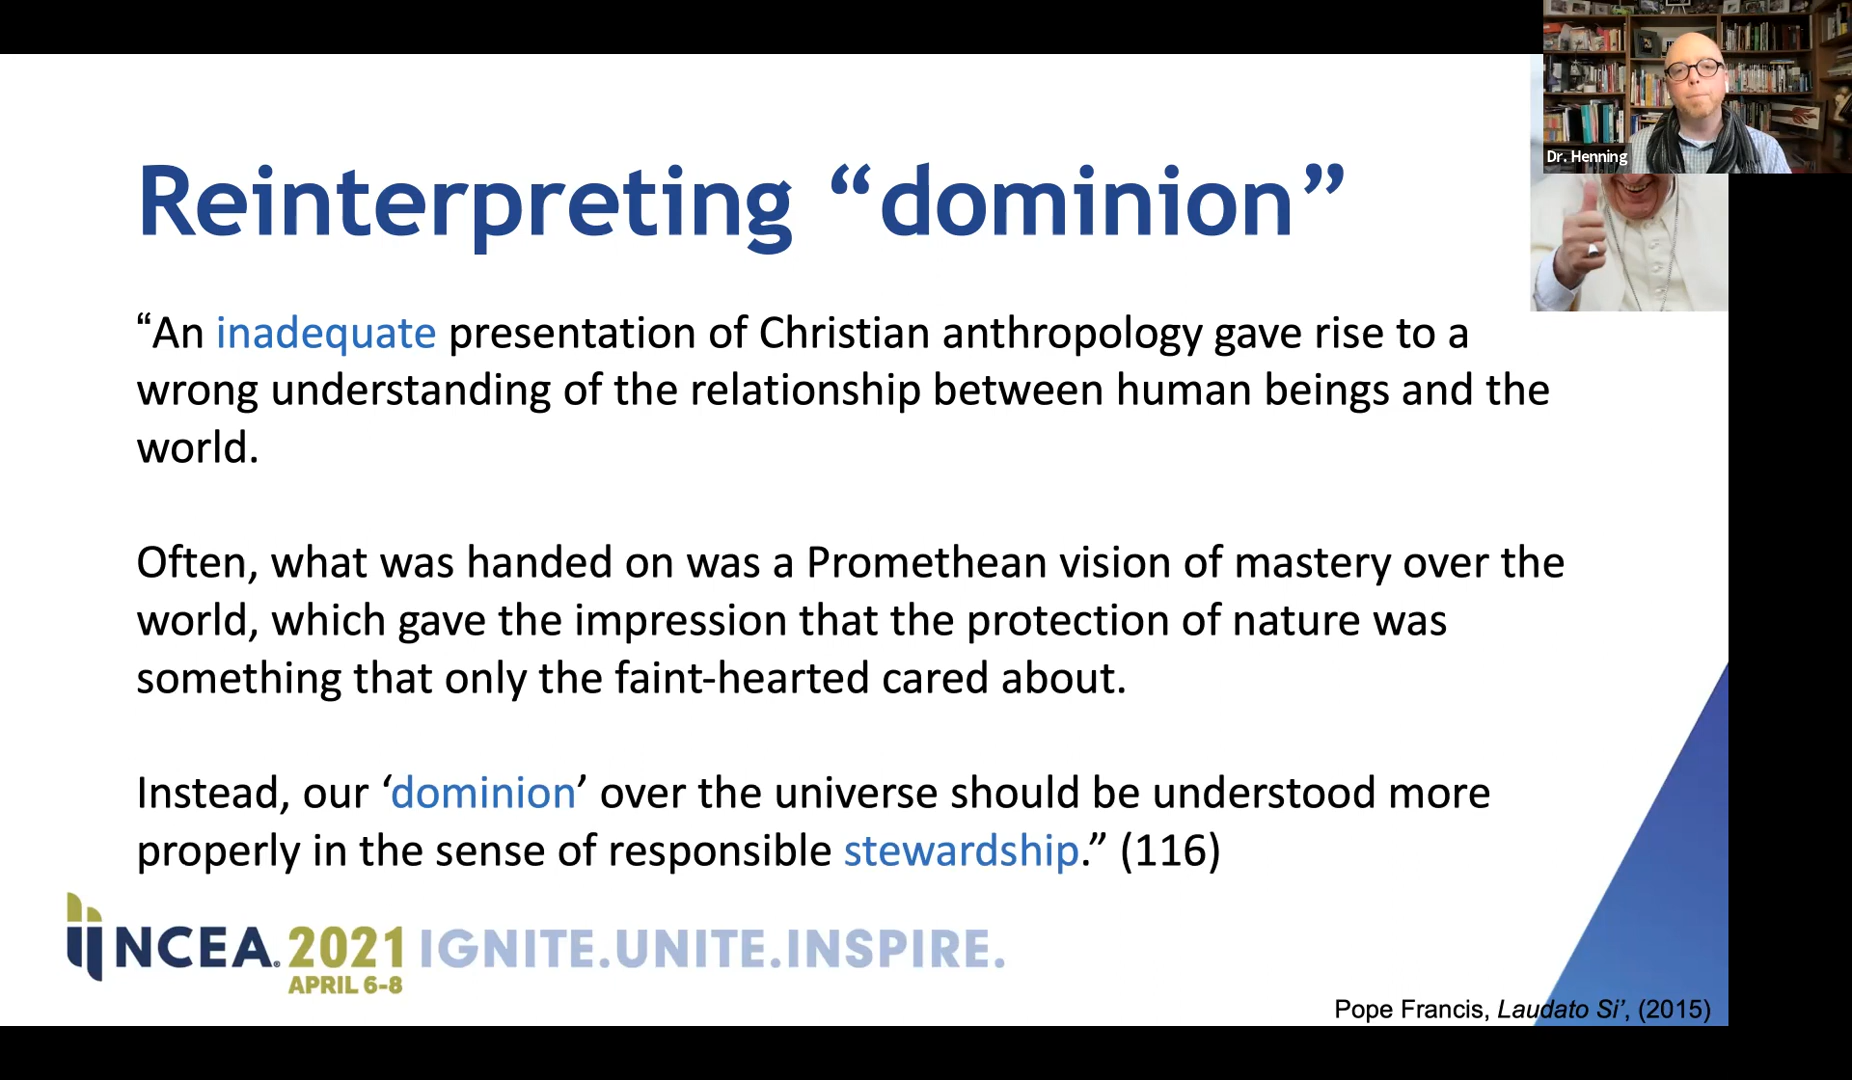 Dr. Henning
Reinterpreting “dominion”
“An inadequate presentation of Christian anthropology gave rise to a
wrong understanding of the relationship between human beings and the
world.
Often, what was handed on was a Promethean vision of mastery over the
world, which gave the impression that the protection of nature was
something that only the faint-hearted cared about.
Instead, our ‘dominion’ over the universe should be understood more
properly in the sense of responsible stewardship.” (116)
NCEA® 2021 IGNITE.UNITE.INSPIRE.
APRIL 6-8
Pope Francis, Laudato Si’, (2015)